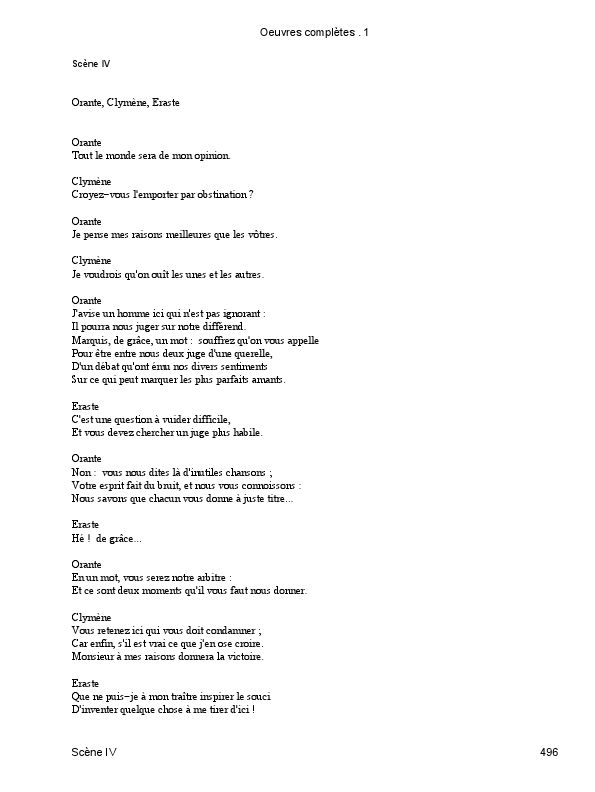 Oeuvres complètes . 1
Scène IV
Orante, Clymène, Eraste
Orante
Tout le monde sera de mon opinion.
Clymène
Croyez-vous l'emporter par obstination ?
Orante
Je pense mes raisons meilleures que les vôtres.
Clymène
Je voudrois qu'on ouît les unes et les autres.
Orante
J'avise un homme ici qui n'est pas ignorant :
Il pourra nous juger sur notre différend.
Marquis, de grâce, un mot :  souffrez qu'on vous appelle
Pour être entre nous deux juge d'une querelle,
D'un débat qu'ont ému nos divers sentiments
Sur ce qui peut marquer les plus parfaits amants.
Eraste
C'est une question à vuider difficile,
Et vous devez chercher un juge plus habile.
Orante
Non :  vous nous dites là d'inutiles chansons ;
Votre esprit fait du bruit, et nous vous connoissons :
Nous savons que chacun vous donne à juste titre...
Eraste
Hé !  de grâce...
Orante
En un mot, vous serez notre arbitre :
Et ce sont deux moments qu'il vous faut nous donner.
Clymène
Vous retenez ici qui vous doit condamner ;
Car enfin, s'il est vrai ce que j'en ose croire.
Monsieur à mes raisons donnera la victoire.
Eraste
Que ne puis-je à mon traître inspirer le souci
D'inventer quelque chose à me tirer d'ici !
Scène IV
496